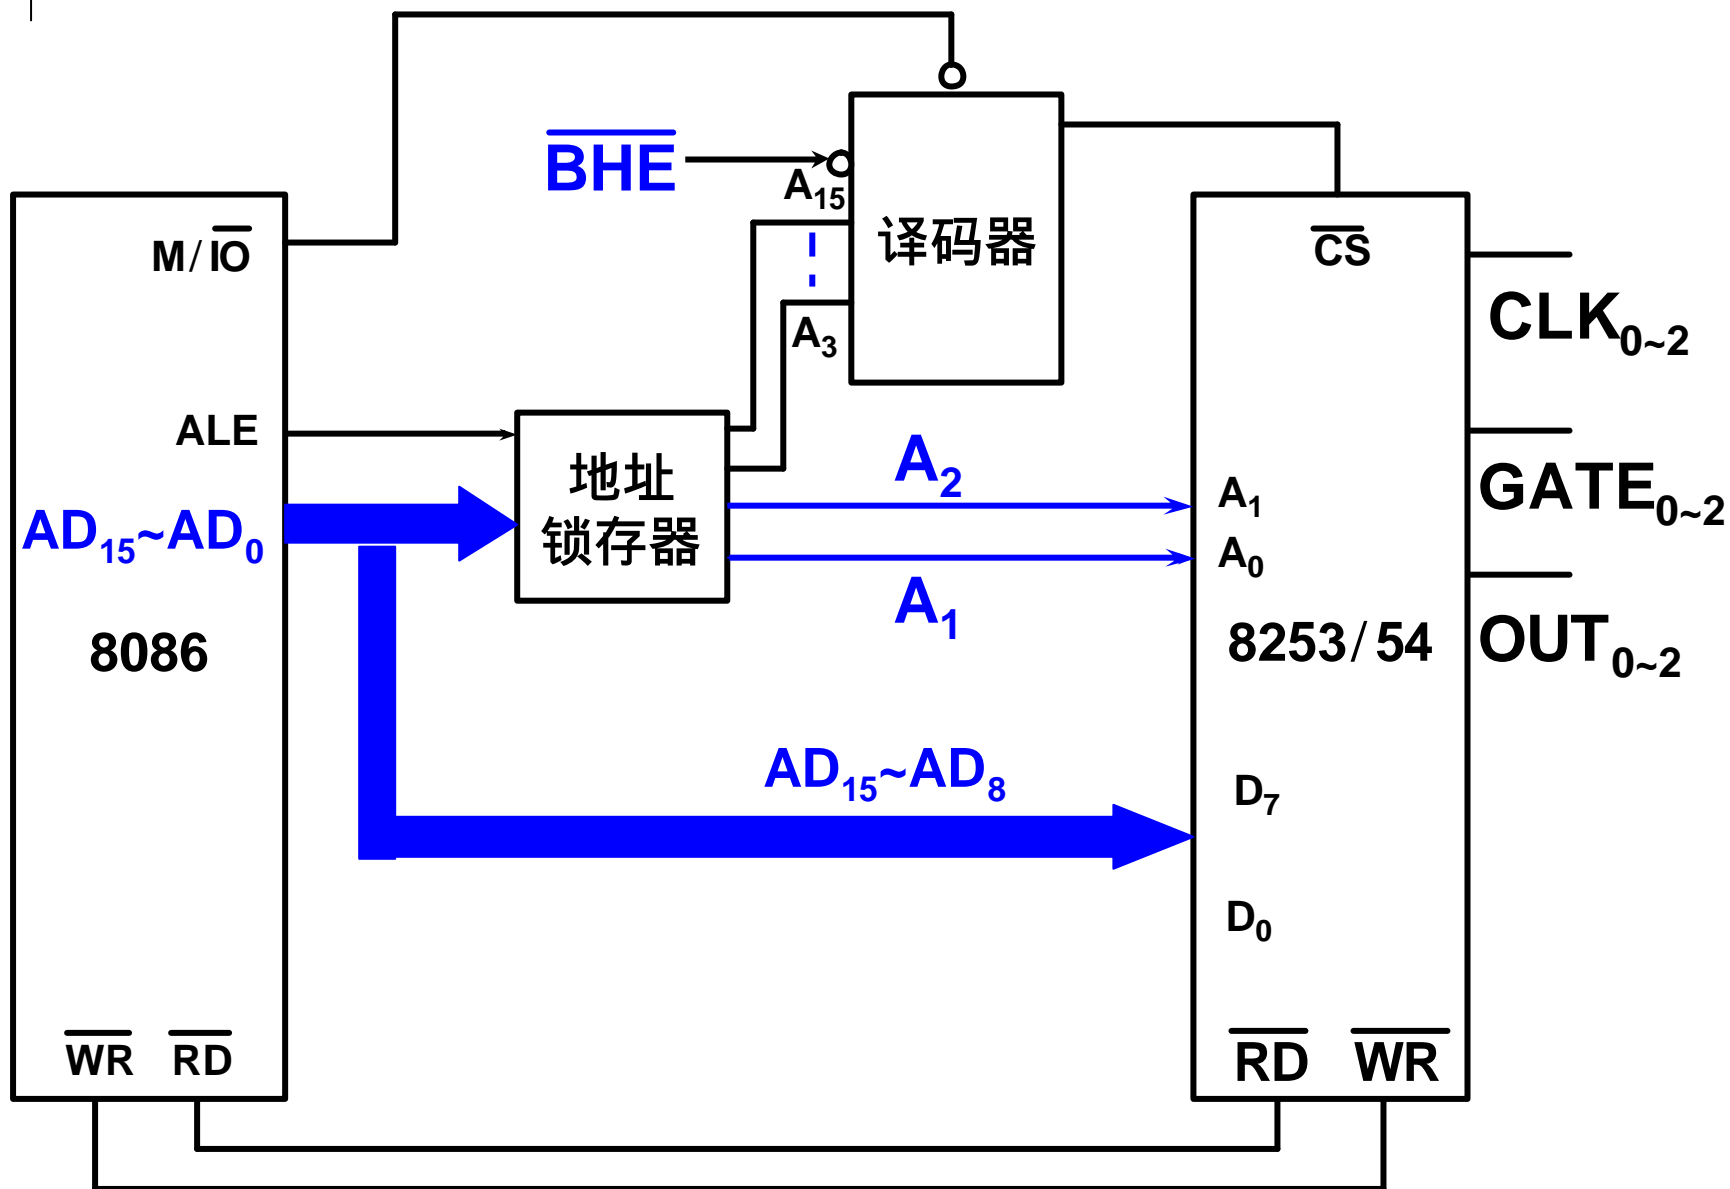 BHE
A15
译码器
M/IO
CS
CLK0~2
A3
ALE
地址
锁存器
A2
A1
GATE0~2
AD15~AD0
A0
A1
8086
8253/54
OUT0~2
AD15~AD8
D7
D0
WR RD
RD WR